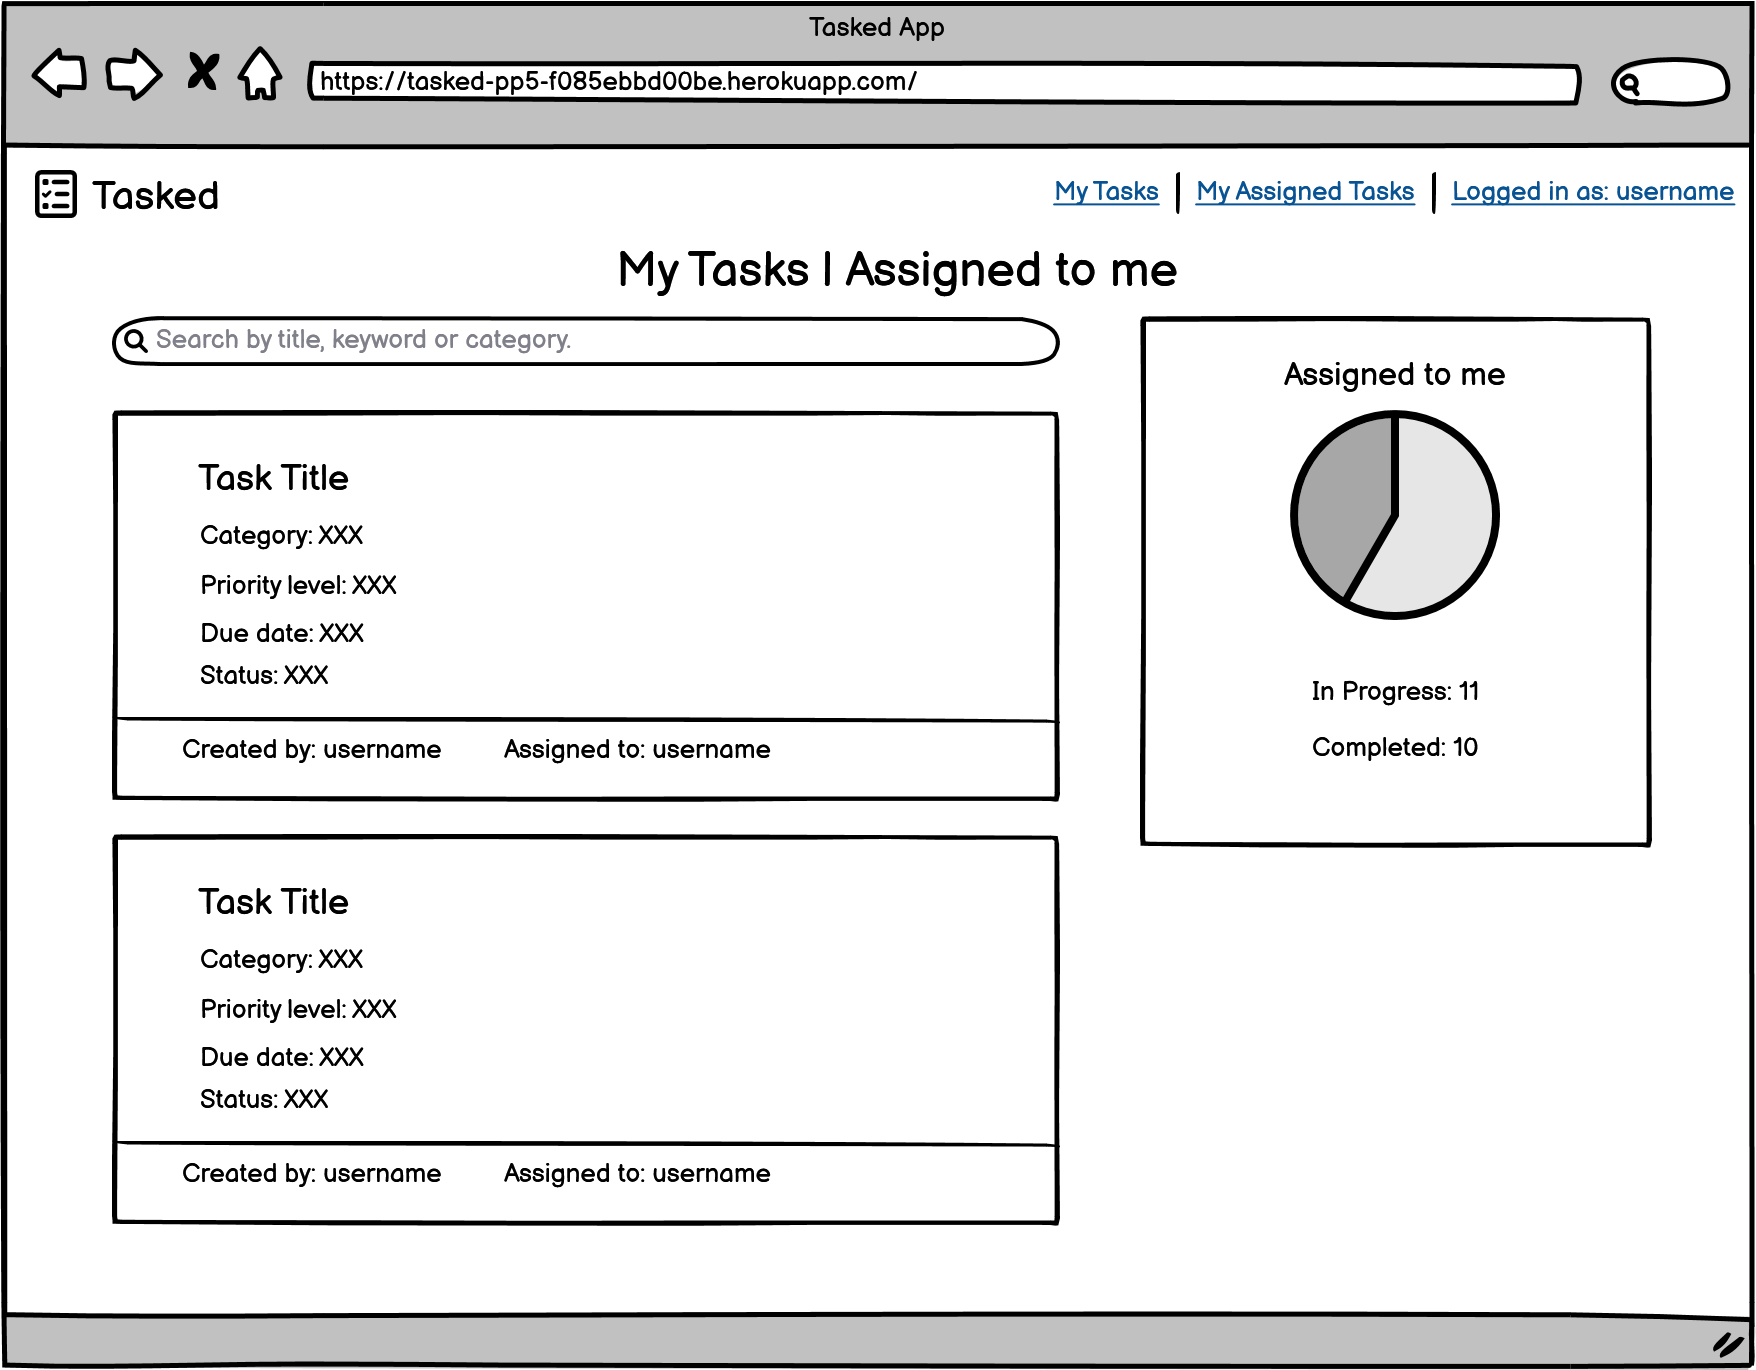 Tasked App
https://tasked-pp5-f085ebbd00be.herokuapp.com/
Tasked
My Tasks | My Assigned Tasks | Logged in as: username
My Tasks | Assigned to me
Search by title, keyword or category.
Task Title
Category: XXX
Priority level: XXX
Due date: XXX
Status: XXX
Created by: username Assigned to: username
Task Title
Category: XXX
Priority level: XXX
Due date: XXX
Status: XXX
Created by: username Assigned to: username
Assigned to me
In Progress: 11
Completed: 10